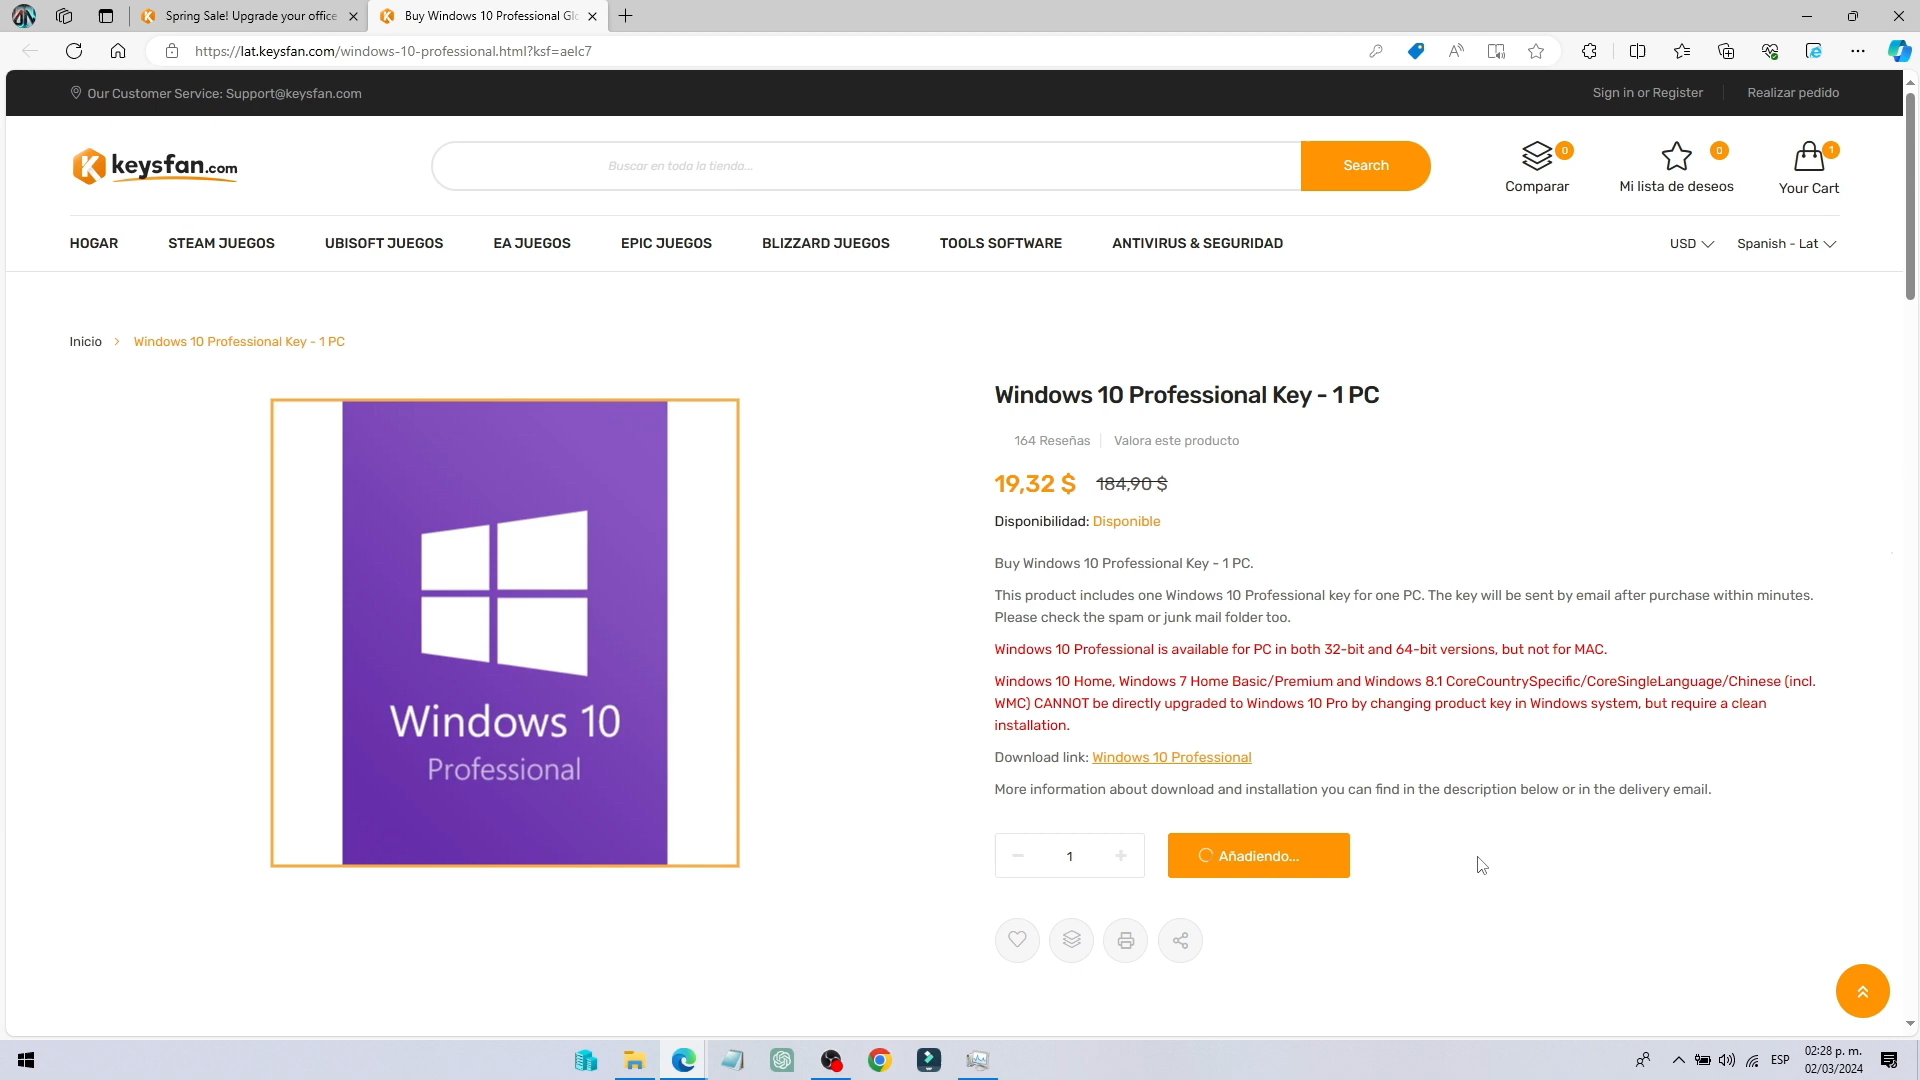 Spring Sale! Upgrade your office
Buy Windows 10 Professional Glo
https://lat.keysfan.com/windows-10-professional.html?ksf=aelc7
Our Customer Service: Support@keysfan.com
Sign in or Register
Realizar pedido
keysfan.com
Buscar en toda la tienda...
Search
0
0
1
Comparar
Mi lista de deseos
Your Cart
HOGAR
STEAM JUEGOS
UBISOFT JUEGOS
EA JUEGOS
EPIC JUEGOS
BLIZZARD JUEGOS
TOOLS SOFTWARE
ANTIVIRUS & SEGURIDAD
USD
Spanish - Lat
Inicio > Windows 10 Professional Key - 1 PC
Windows 10
Professional
Windows 10 Professional Key - 1 PC
164 Reseñas
Valora este producto
19,32 $ 184,90 $
Disponibilidad: Disponible
Buy Windows 10 Professional Key - 1 PC.
This product includes one Windows 10 Professional key for one PC. The key will be sent by email after purchase within minutes.
Please check the spam or junk mail folder too.
Windows 10 Professional is available for PC in both 32-bit and 64-bit versions, but not for MAC.
Windows 10 Home, Windows 7 Home Basic/Premium and Windows 8.1 CoreCountrySpecific/CoreSingleLanguage/Chinese (incl.
WMC) CANNOT be directly upgraded to Windows 10 Pro by changing product key in Windows system, but require a clean
installation.
Download link: Windows 10 Professional
More information about download and installation you can find in the description below or in the delivery email.
1
Añadiendo...
ESP
02:28 p. m.
02/03/2024